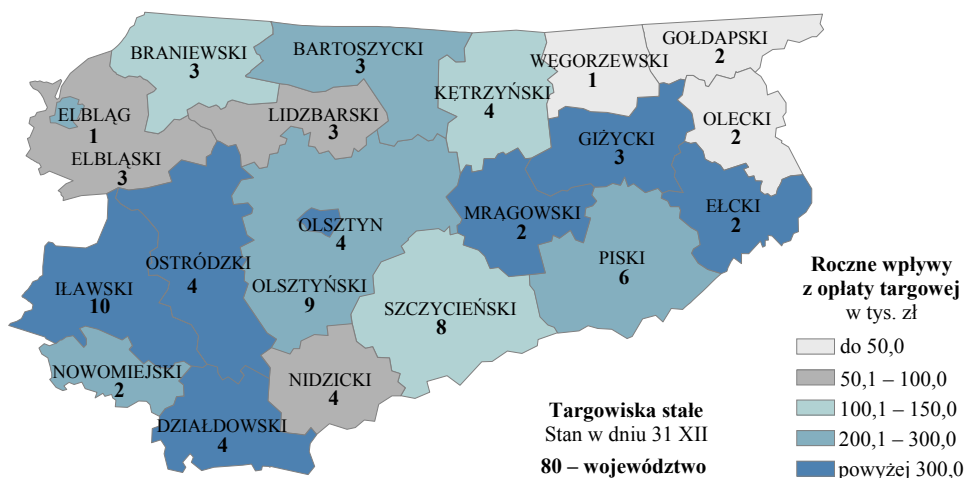 GOŁDAPSKI
2
BRANIEWSKI
3
BARTOSZYCKI
3
WĘGORZEWSKI
1
KĘTRZYŃSKI
4
ELBLĄG
1
LIDZBARSKI
3
OLECKI
2
GIŻYCKI
3
ELBLĄSKI
3
MRĄGOWSKI
2
EŁCKI
2
OLSZTYN
4
OSTRÓDZKI
4
PISKI
6
IŁAWSKI
10
OLSZTYŃSKI
9
SZCZYCIEŃSKI
8
NOWOMIEJSKI
2
NIDZICKI
4
DZIAŁDOWSKI
4
Targowiska stałe
Stan w dniu 31 XII
80 – województwo
Roczne wpływy
z opłaty targowej
w tys. zł
do 50,0
50,1 – 100,0
100,1 – 150,0
200,1 – 300,0
powyżej 300,0